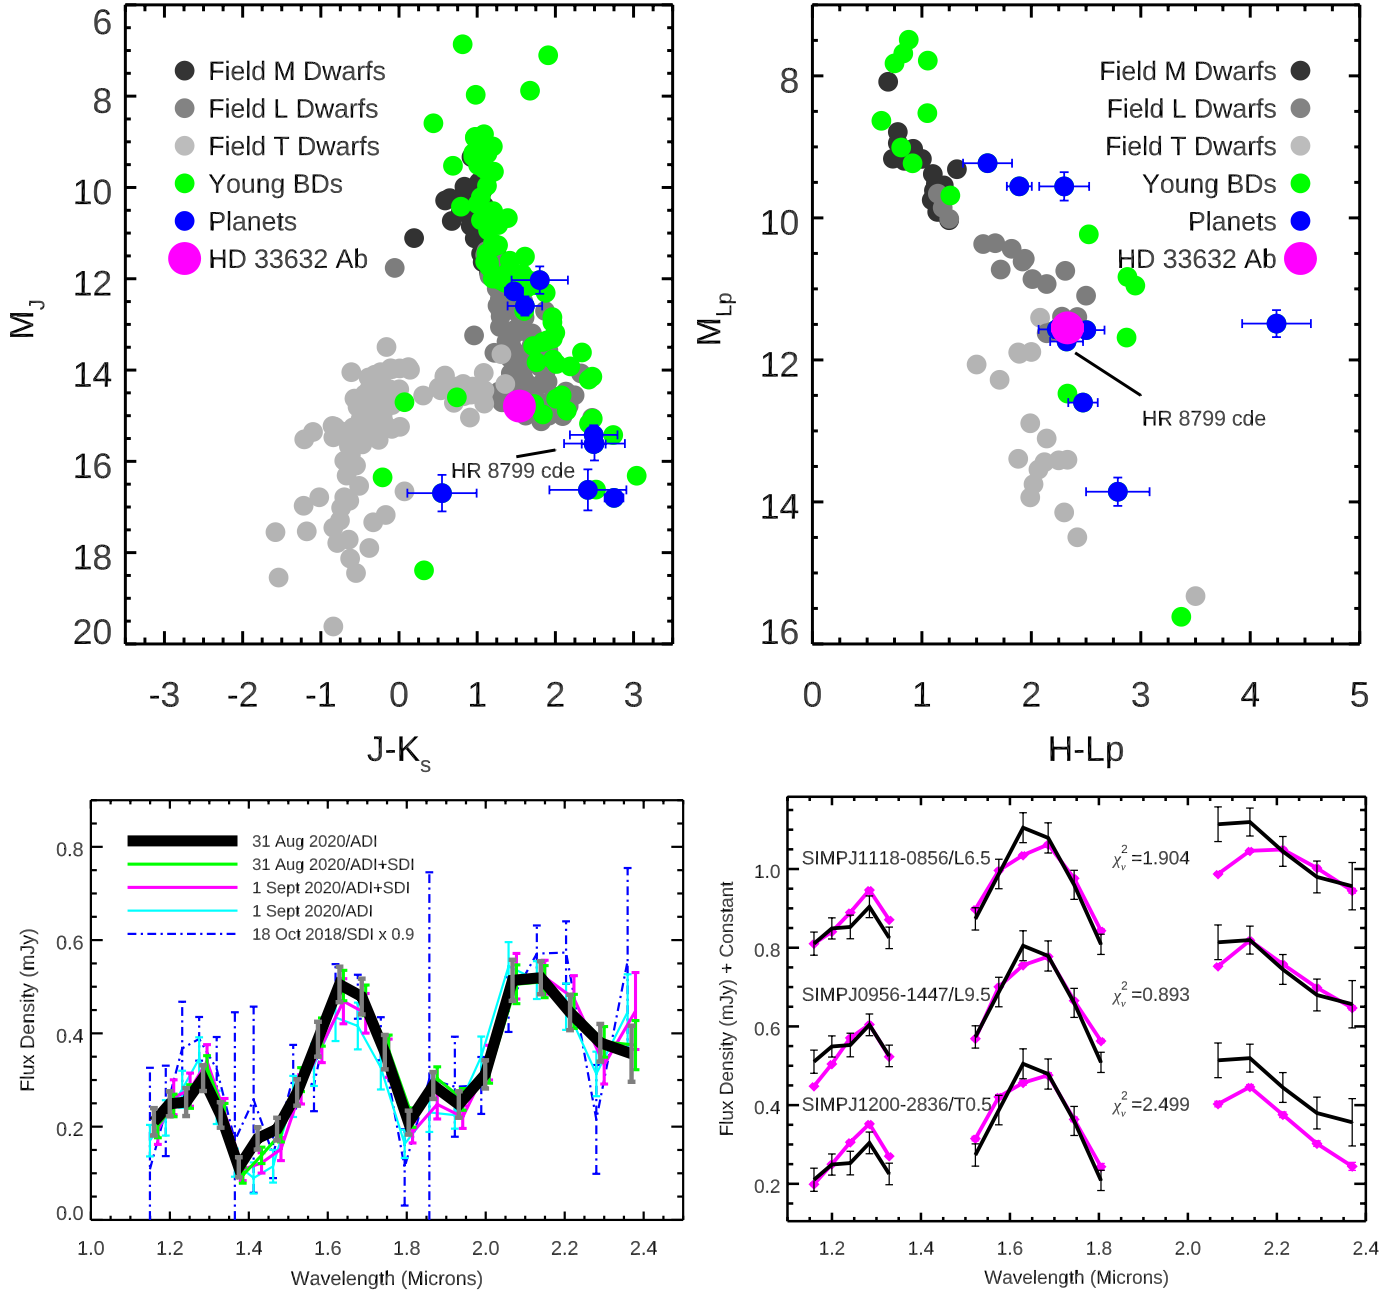 6
8
10
12
14
16
18
20
M_J
Field M Dwarfs
Field L Dwarfs
Field T Dwarfs
Young BDs
Planets
HD 33632 Ab
HR 8799 cde
-3 -2 -1 0 1 2 3
J-K_s
8
10
12
14
16
M_Lp
Field M Dwarfs
Field L Dwarfs
Field T Dwarfs
Young BDs
Planets
HD 33632 Ab
HR 8799 cde
0 1 2 3 4 5
H-Lp
0.8
0.6
0.4
0.2
0.0
Flux Density (mJy)
31 Aug 2020/ADI
31 Aug 2020/ADI+SDI
1 Sept 2020/ADI+SDI
1 Sept 2020/ADI
18 Oct 2018/SDI x 0.9
1.0 1.2 1.4 1.6 1.8 2.0 2.2 2.4
Wavelength (Microns)
1.0
0.8
0.6
0.4
0.2
Flux Density (mJy) + Constant
SIMPJ1118-0856/L6.5 χ_ν^2=1.904
SIMPJ0956-1447/L9.5 χ_ν^2=0.893
SIMPJ1200-2836/T0.5 χ_ν^2=2.499
1.2 1.4 1.6 1.8 2.0 2.2 2.4
Wavelength (Microns)